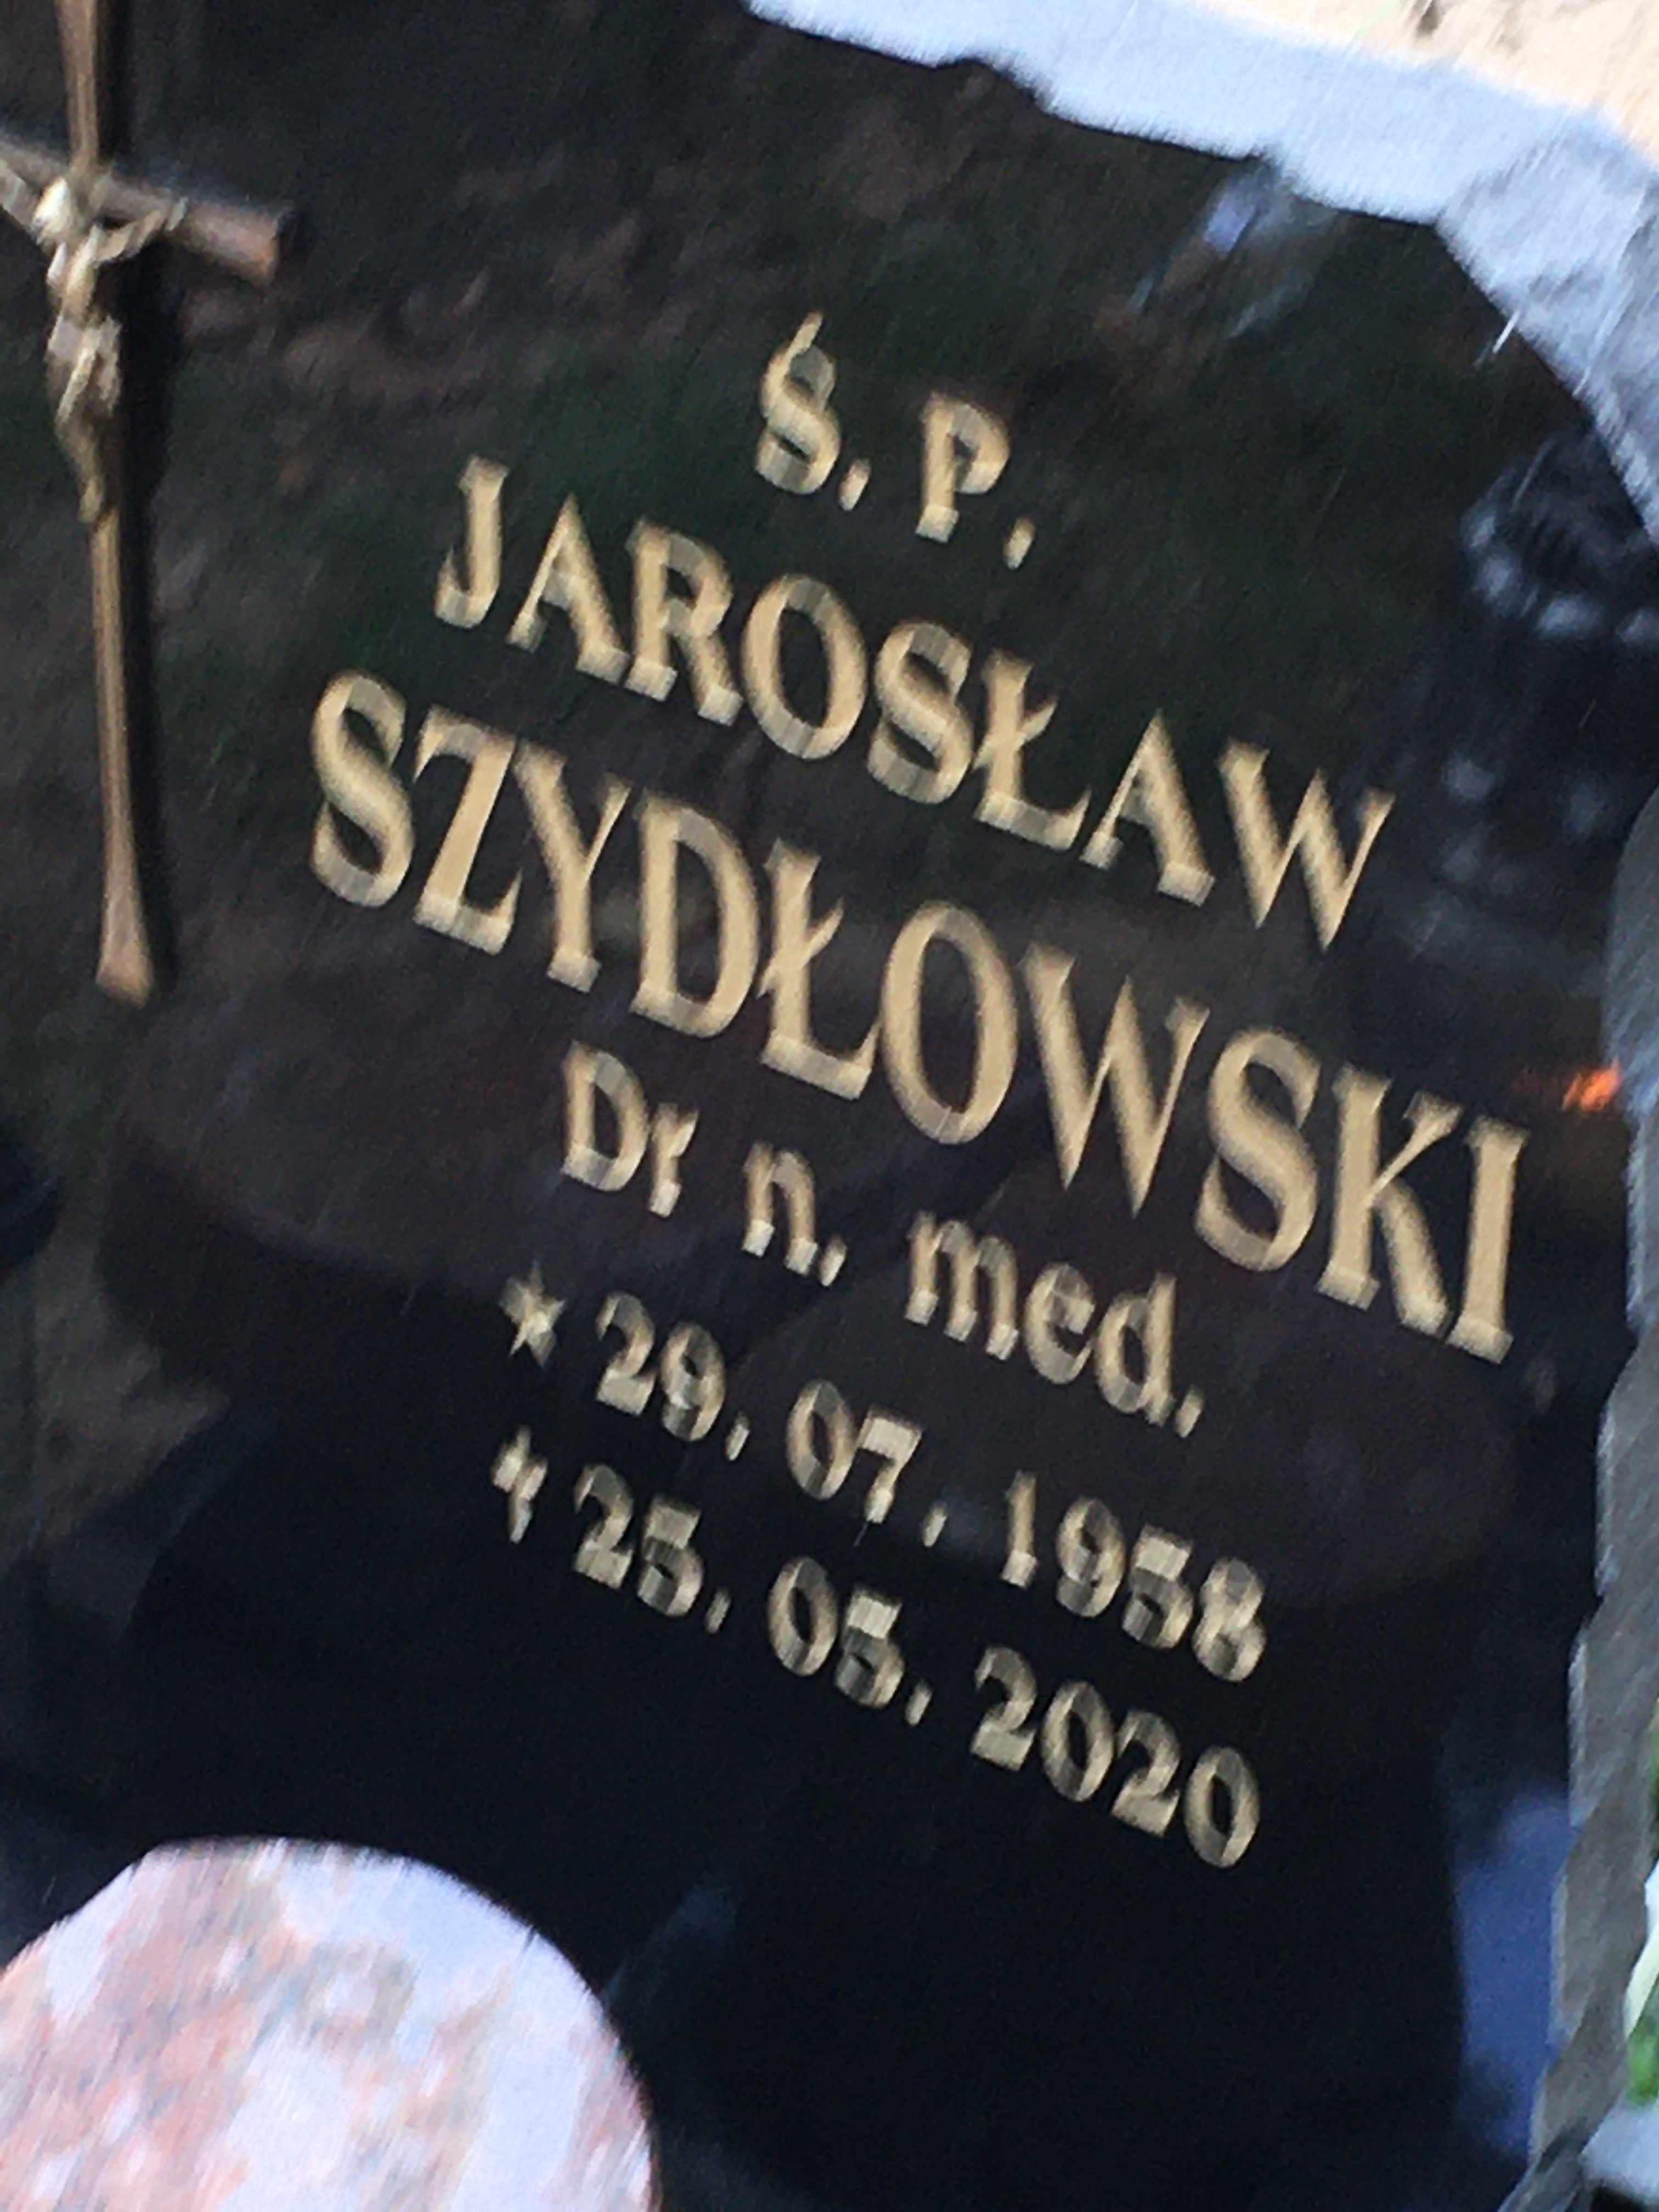 Ś. P.
JAROSŁAW
SZYDŁOWSKI
Dr n. med.
★ 29. 07. 1958
✝ 25. 05. 2020